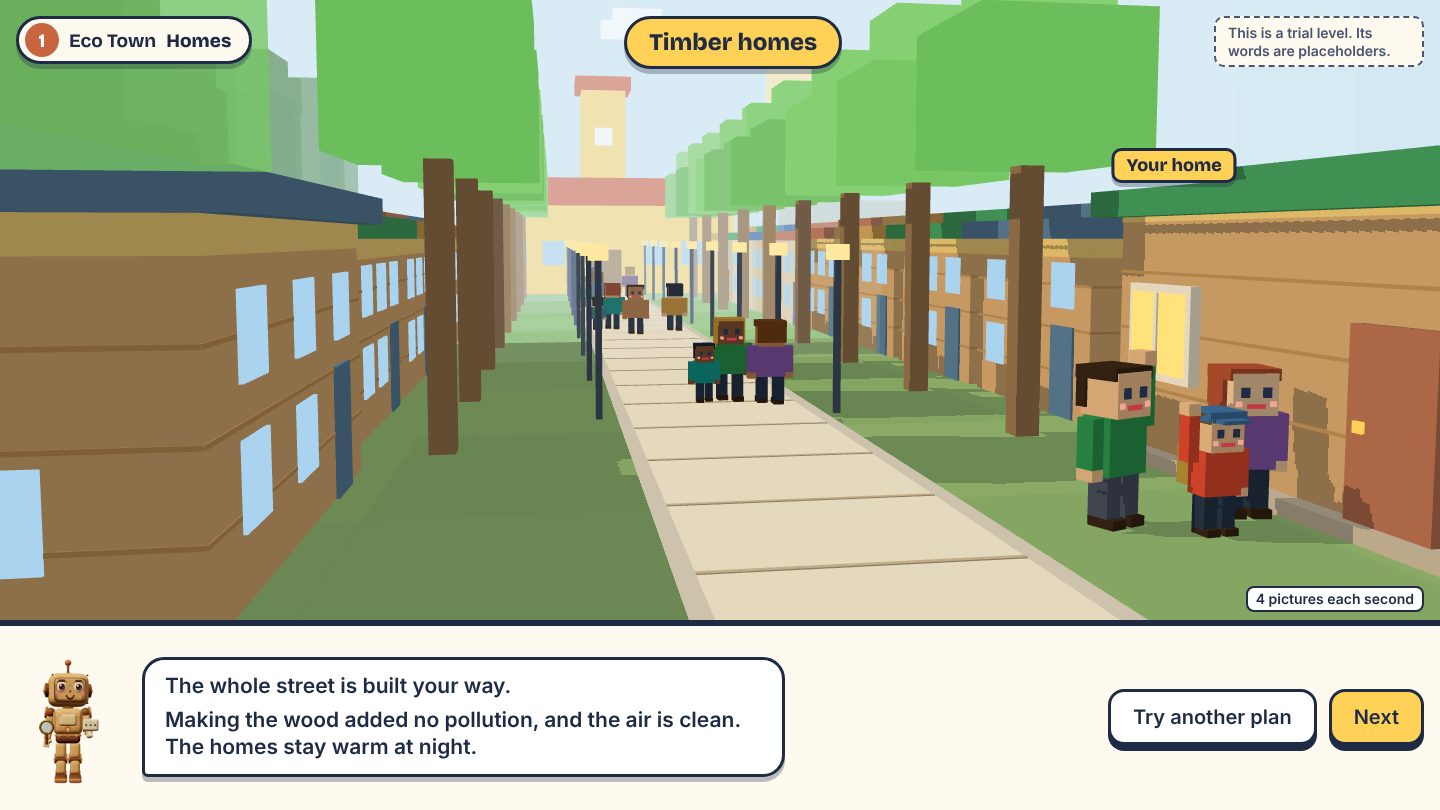 1 Eco Town Homes
Timber homes
This is a trial level. Its
words are placeholders.
Your home
4 pictures each second
The whole street is built your way.
Making the wood added no pollution, and the air is clean.
The homes stay warm at night.
Try another plan
Next